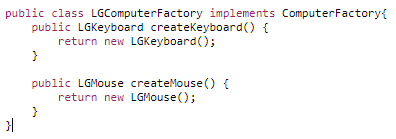 public class LGComputerFactory implements ComputerFactory{
    public LGKeyboard createKeyboard() {
        return new LGKeyboard();
    }

    public LGMouse createMouse() {
        return new LGMouse();
    }
}